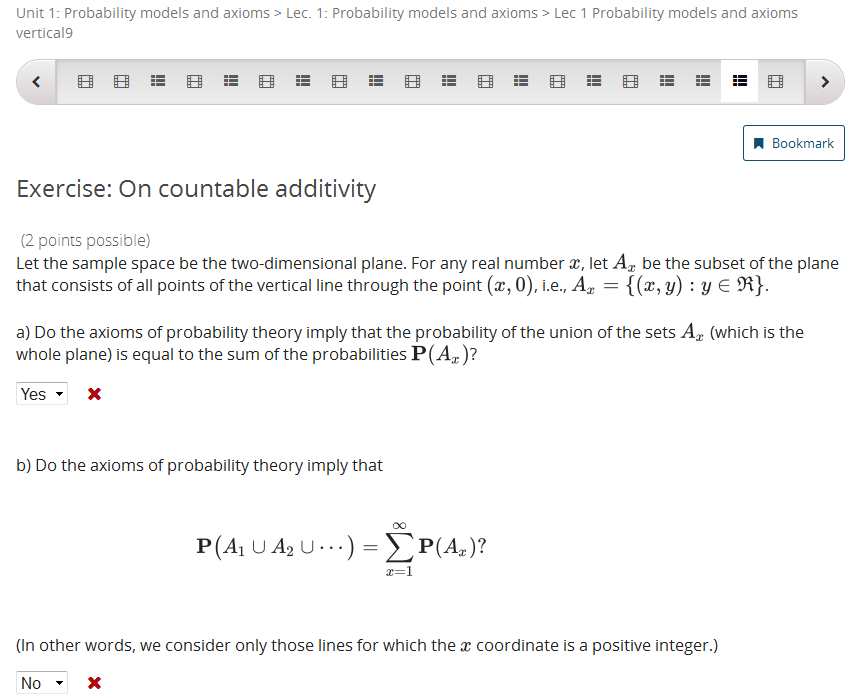 Unit 1: Probability models and axioms > Lec. 1: Probability models and axioms > Lec 1 Probability models and axioms
vertical9
Bookmark
Exercise: On countable additivity
(2 points possible)
Let the sample space be the two-dimensional plane. For any real number x, let Aₓ be the subset of the plane
that consists of all points of the vertical line through the point (x, 0), i.e., Aₓ = {(x, y) : y ∈ ℜ}.
a) Do the axioms of probability theory imply that the probability of the union of the sets Aₓ (which is the
whole plane) is equal to the sum of the probabilities P(Aₓ)?
Yes
b) Do the axioms of probability theory imply that
P(A₁ ∪ A₂ ∪ ⋯) = ∑_{x=1}^{∞} P(Aₓ)?
(In other words, we consider only those lines for which the x coordinate is a positive integer.)
No